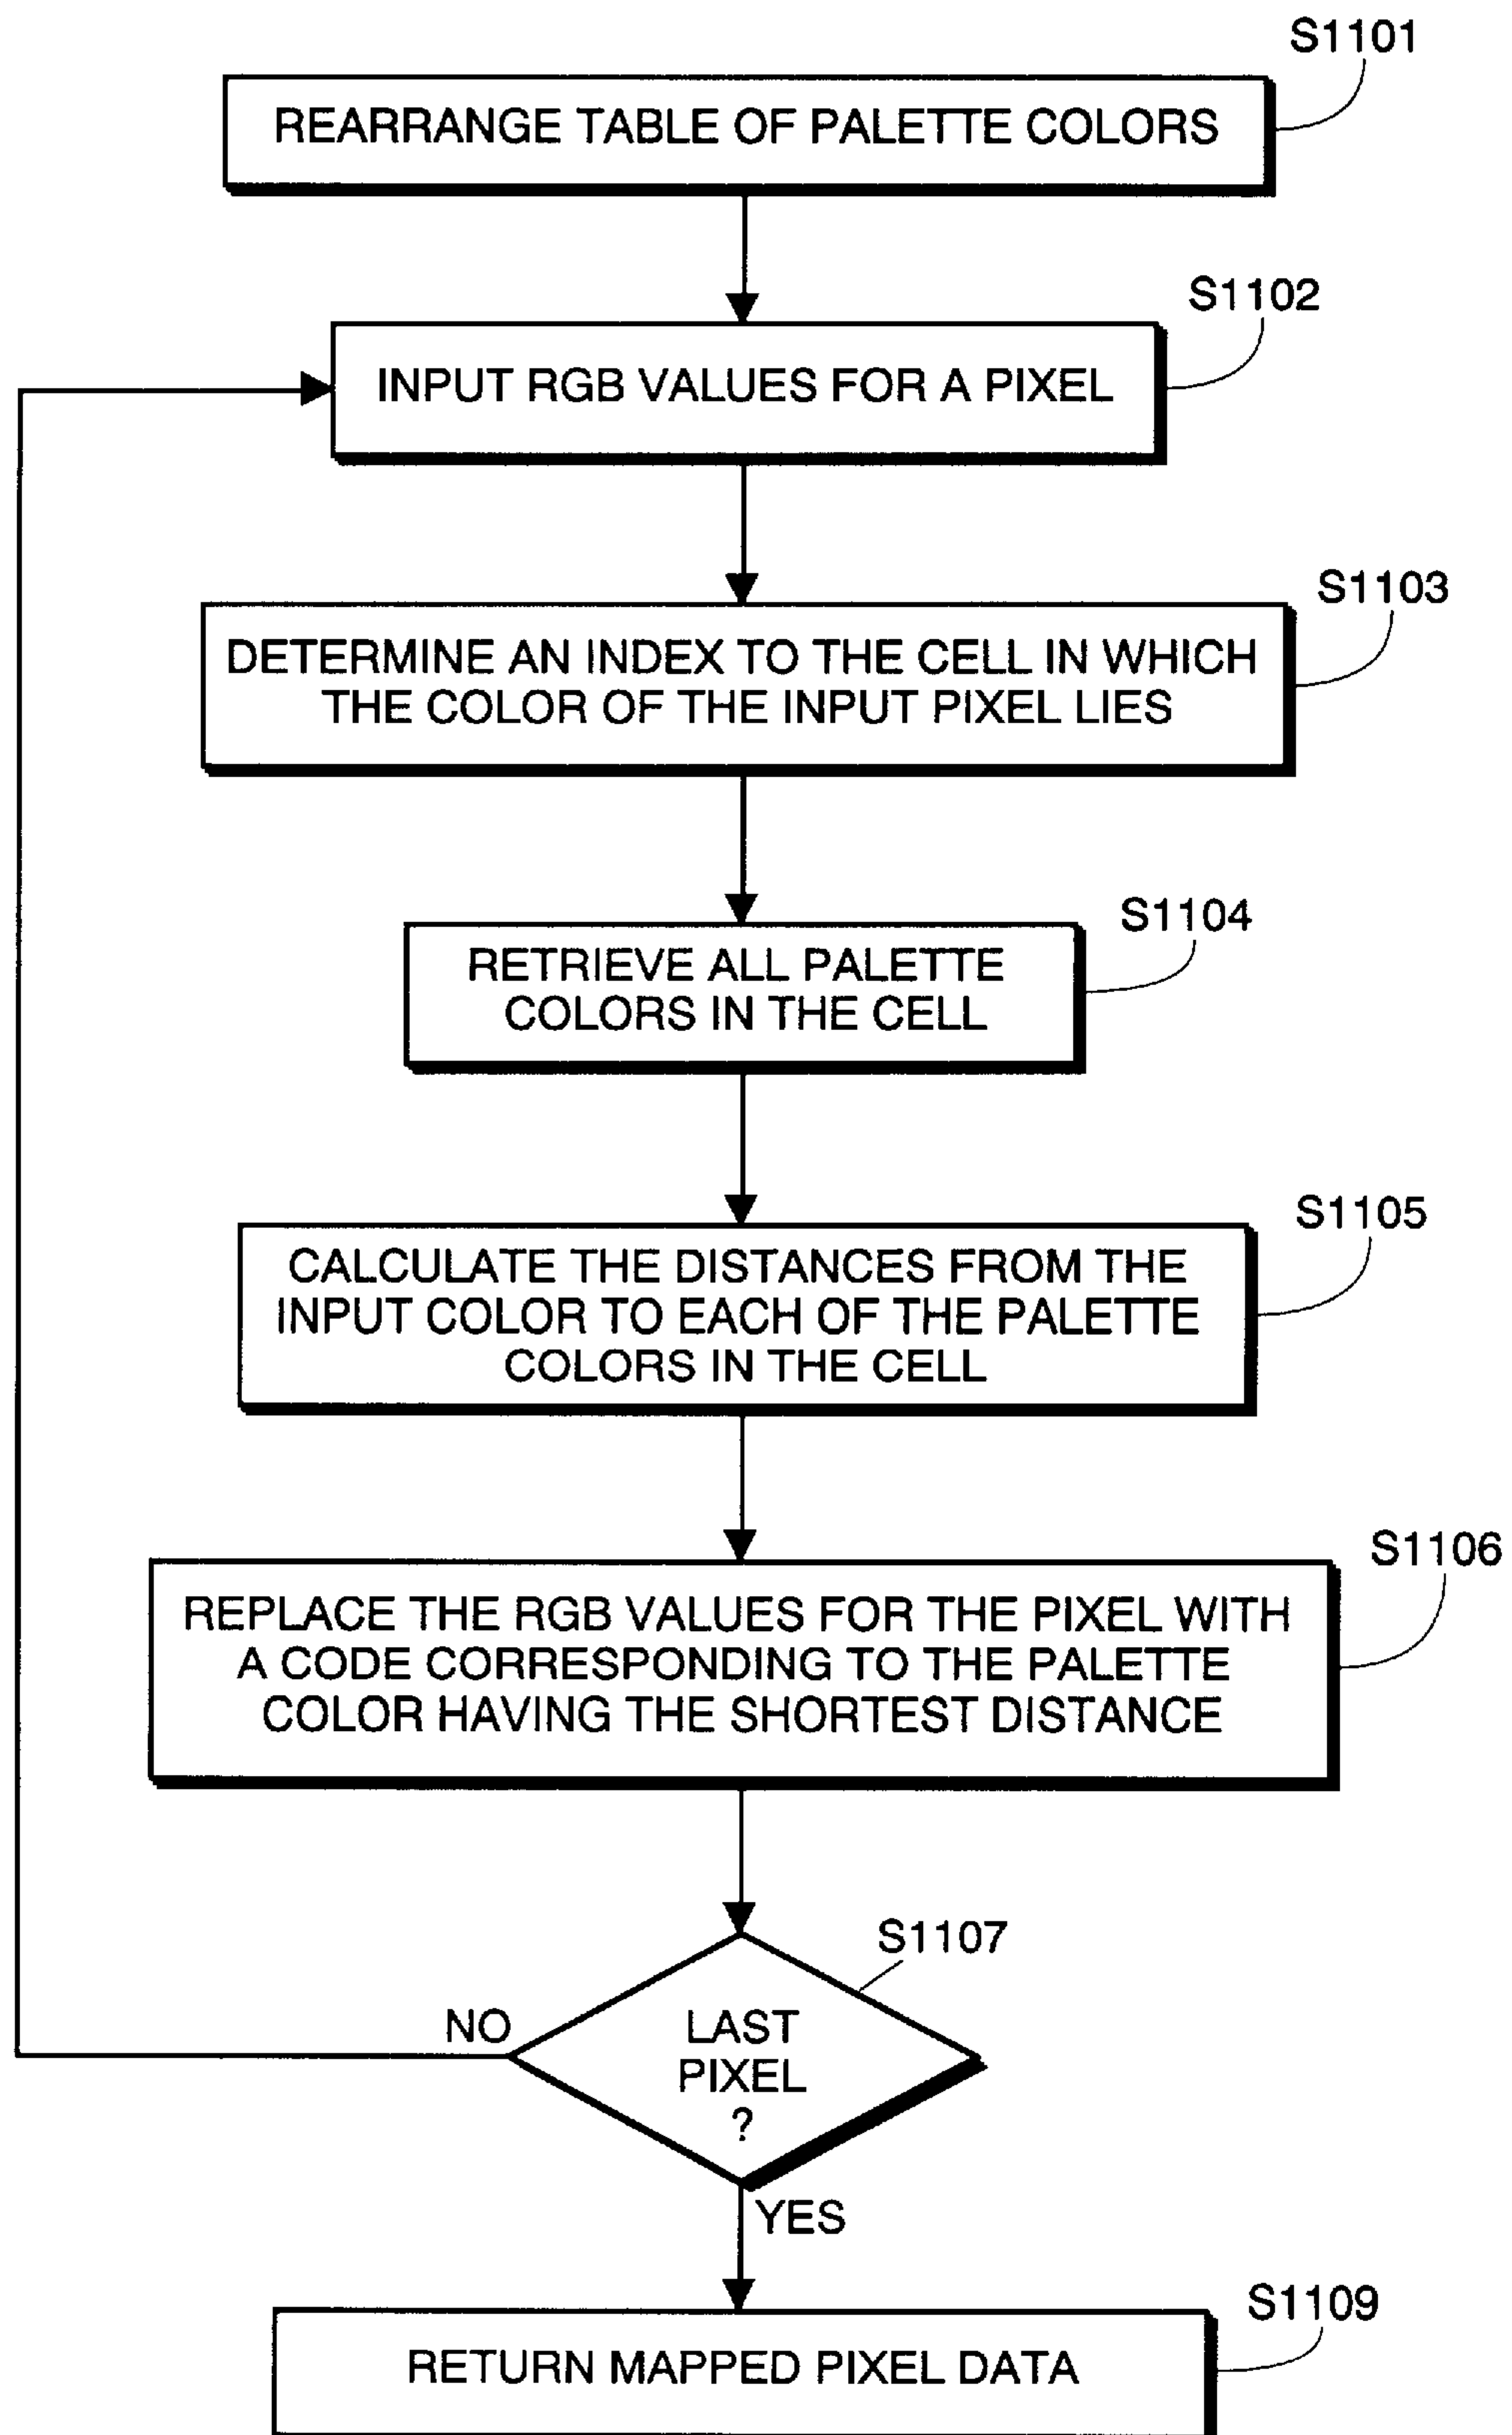 S1101
REARRANGE TABLE OF PALETTE COLORS
S1102
INPUT RGB VALUES FOR A PIXEL
S1103
DETERMINE AN INDEX TO THE CELL IN WHICH
THE COLOR OF THE INPUT PIXEL LIES
S1104
RETRIEVE ALL PALETTE
COLORS IN THE CELL
S1105
CALCULATE THE DISTANCES FROM THE
INPUT COLOR TO EACH OF THE PALETTE
COLORS IN THE CELL
S1106
REPLACE THE RGB VALUES FOR THE PIXEL WITH
A CODE CORRESPONDING TO THE PALETTE
COLOR HAVING THE SHORTEST DISTANCE
S1107
NO
LAST
PIXEL
?
YES
S1109
RETURN MAPPED PIXEL DATA